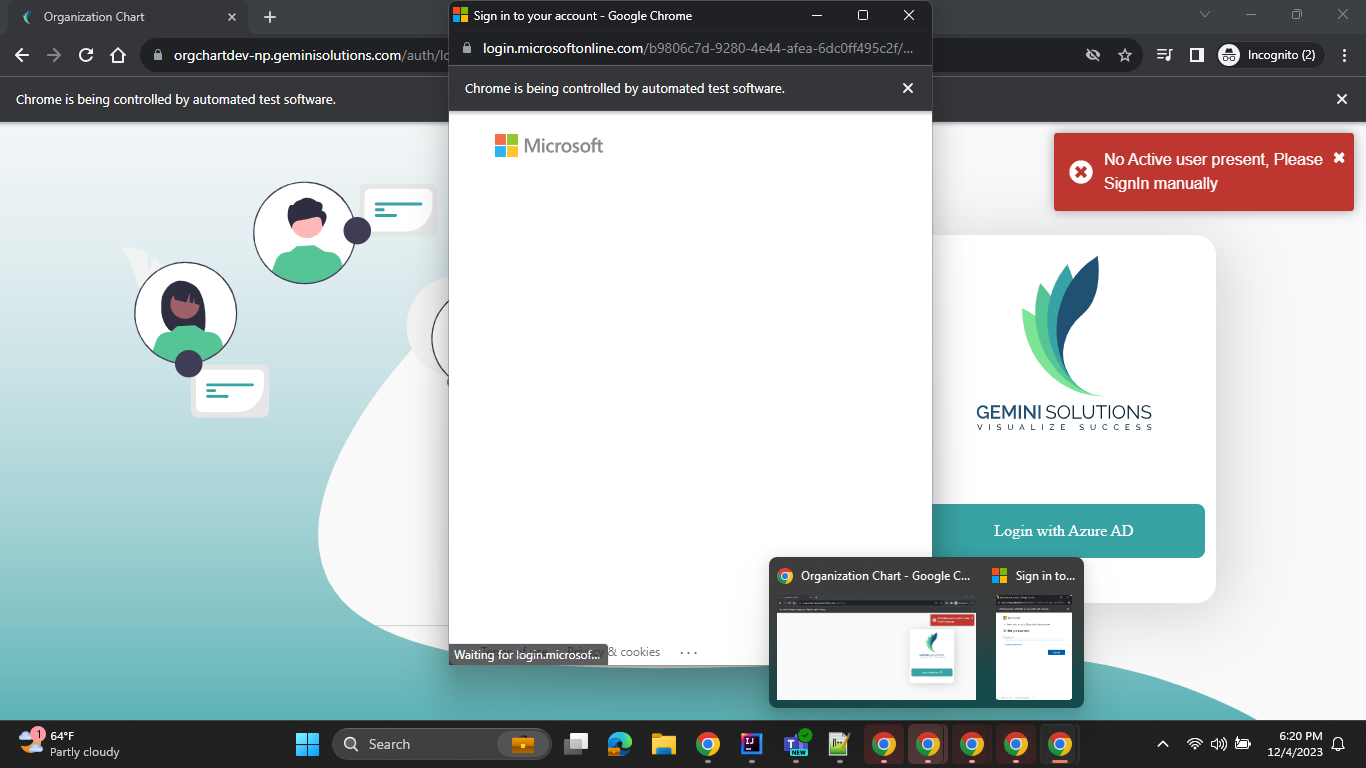 Organization Chart
Sign in to your account - Google Chrome
orgchartdev-np.geminisolutions.com/auth/lo
login.microsoftonline.com/b9806c7d-9280-4e44-afea-6dc0ff495c2f/...
Incognito (2)
Chrome is being controlled by automated test software.
Chrome is being controlled by automated test software.
Microsoft
No Active user present, Please
SignIn manually
GEMINI SOLUTIONS
VISUALIZE SUCCESS
Login with Azure AD
Organization Chart - Google C...
Sign in to...
& cookies
...
Waiting for login.microsof...
1
64°F
Partly cloudy
Search
IJ
T
NEW
6:20 PM
12/4/2023